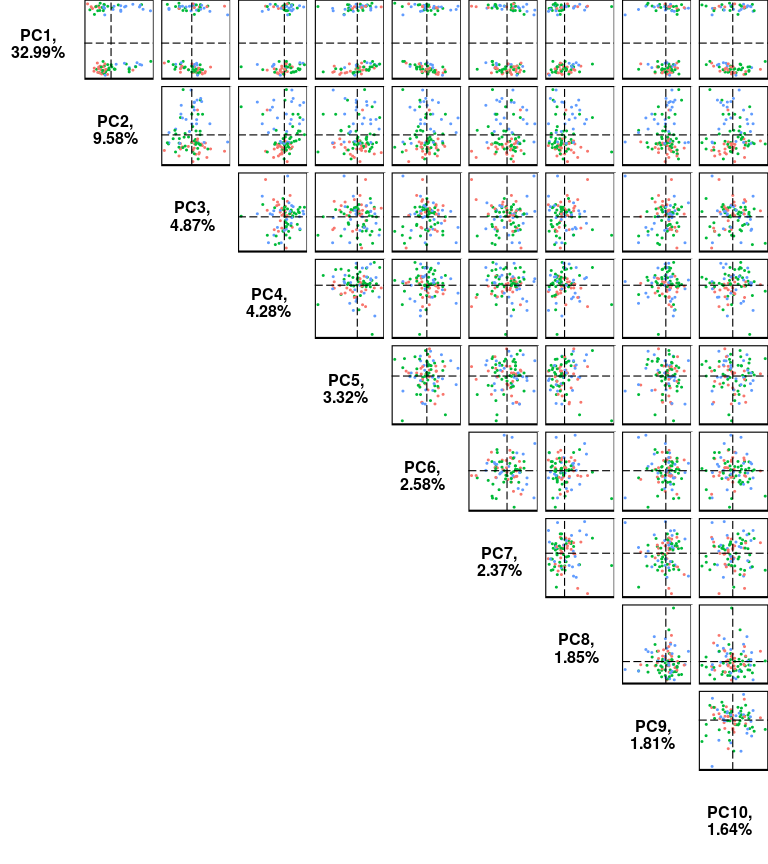 PC1,
32.99%
PC2,
9.58%
PC3,
4.87%
PC4,
4.28%
PC5,
3.32%
PC6,
2.58%
PC7,
2.37%
PC8,
1.85%
PC9,
1.81%
PC10,
1.64%